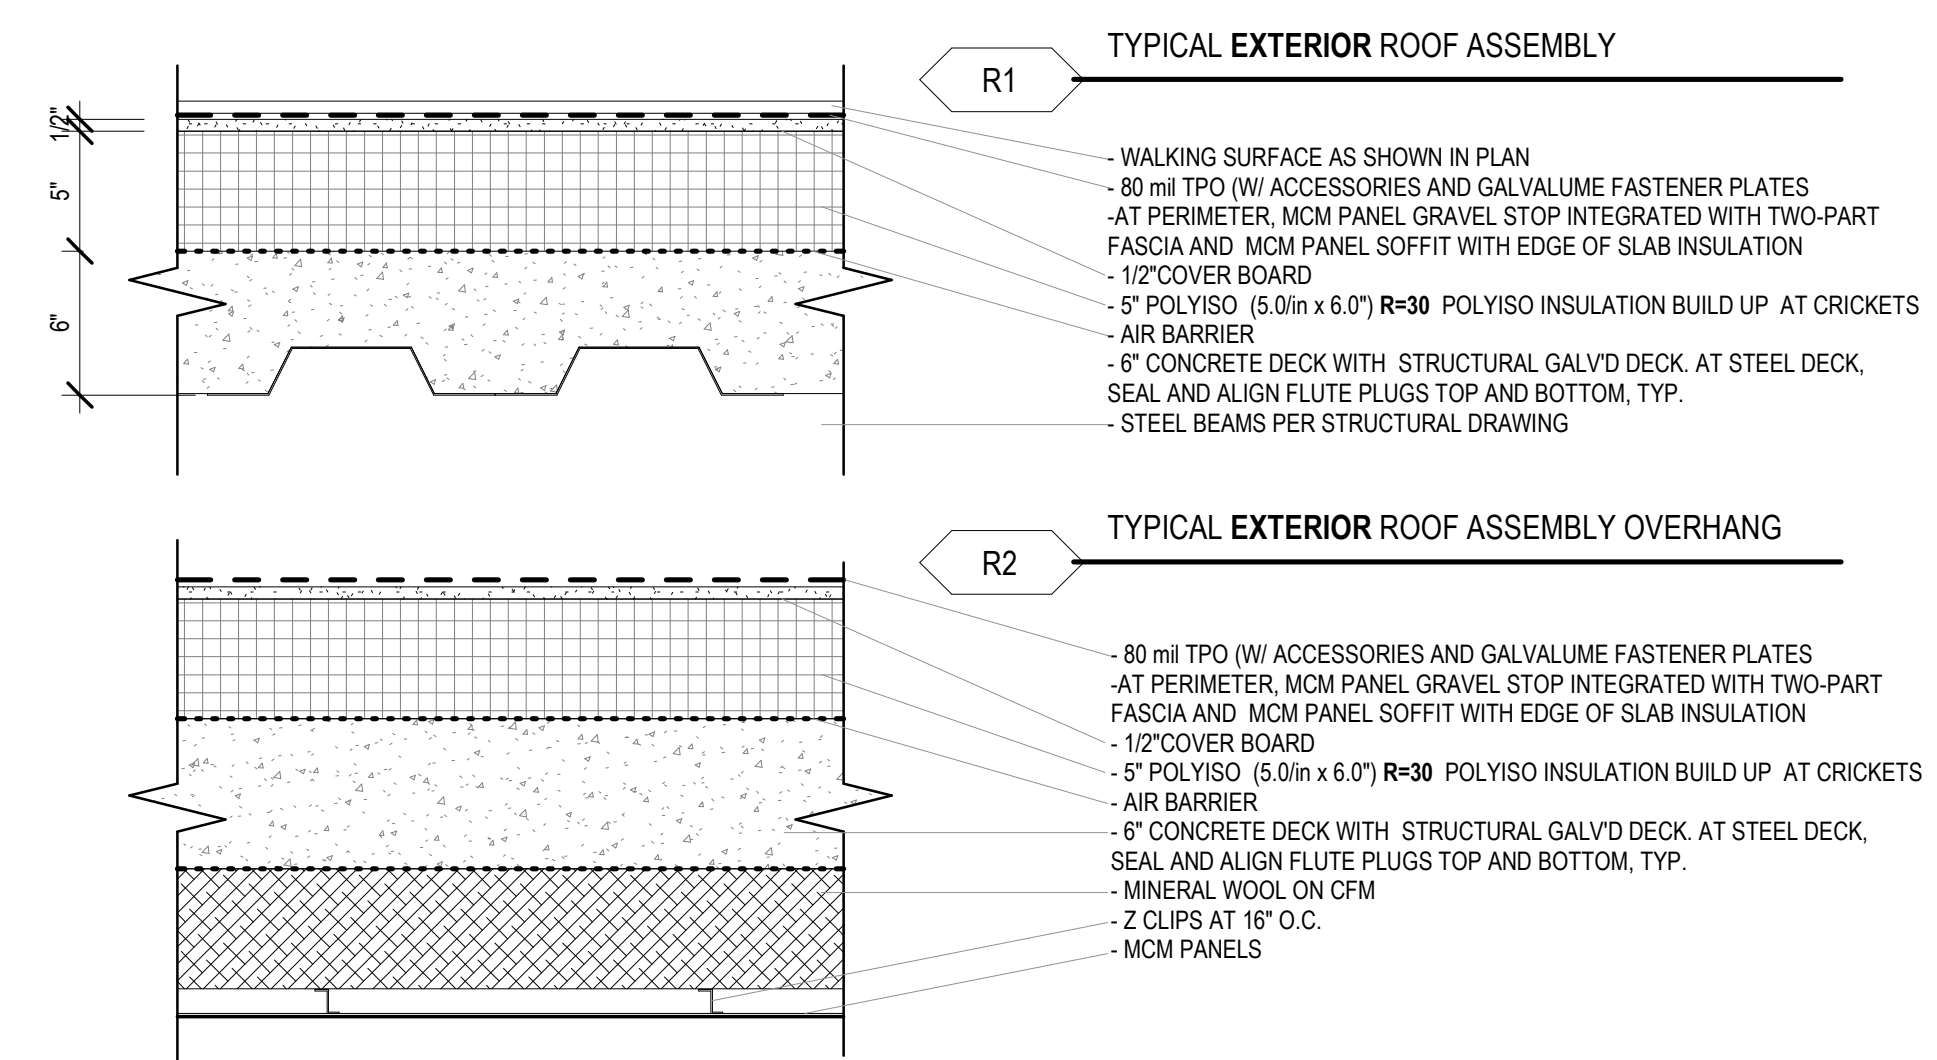 TYPICAL EXTERIOR ROOF ASSEMBLY
R1
1/2"
5"
6"
- WALKING SURFACE AS SHOWN IN PLAN
- 80 mil TPO (W/ ACCESSORIES AND GALVALUME FASTENER PLATES
-AT PERIMETER, MCM PANEL GRAVEL STOP INTEGRATED WITH TWO-PART
FASCIA AND MCM PANEL SOFFIT WITH EDGE OF SLAB INSULATION
- 1/2"COVER BOARD
- 5" POLYISO (5.0/in x 6.0") R=30 POLYISO INSULATION BUILD UP AT CRICKETS
- AIR BARRIER
- 6" CONCRETE DECK WITH STRUCTURAL GALV'D DECK. AT STEEL DECK,
SEAL AND ALIGN FLUTE PLUGS TOP AND BOTTOM, TYP.
- STEEL BEAMS PER STRUCTURAL DRAWING
TYPICAL EXTERIOR ROOF ASSEMBLY OVERHANG
R2
- 80 mil TPO (W/ ACCESSORIES AND GALVALUME FASTENER PLATES
-AT PERIMETER, MCM PANEL GRAVEL STOP INTEGRATED WITH TWO-PART
FASCIA AND MCM PANEL SOFFIT WITH EDGE OF SLAB INSULATION
- 1/2"COVER BOARD
- 5" POLYISO (5.0/in x 6.0") R=30 POLYISO INSULATION BUILD UP AT CRICKETS
- AIR BARRIER
- 6" CONCRETE DECK WITH STRUCTURAL GALV'D DECK. AT STEEL DECK,
SEAL AND ALIGN FLUTE PLUGS TOP AND BOTTOM, TYP.
- MINERAL WOOL ON CFM
- Z CLIPS AT 16" O.C.
- MCM PANELS